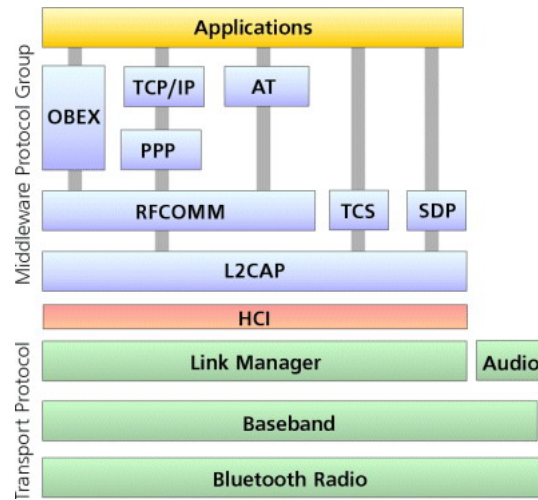 Applications
Middleware Protocol Group
OBEX
TCP/IP
AT
PPP
RFCOMM
TCS
SDP
L2CAP
HCI
Transport Protocol
Link Manager
Audio
Baseband
Bluetooth Radio